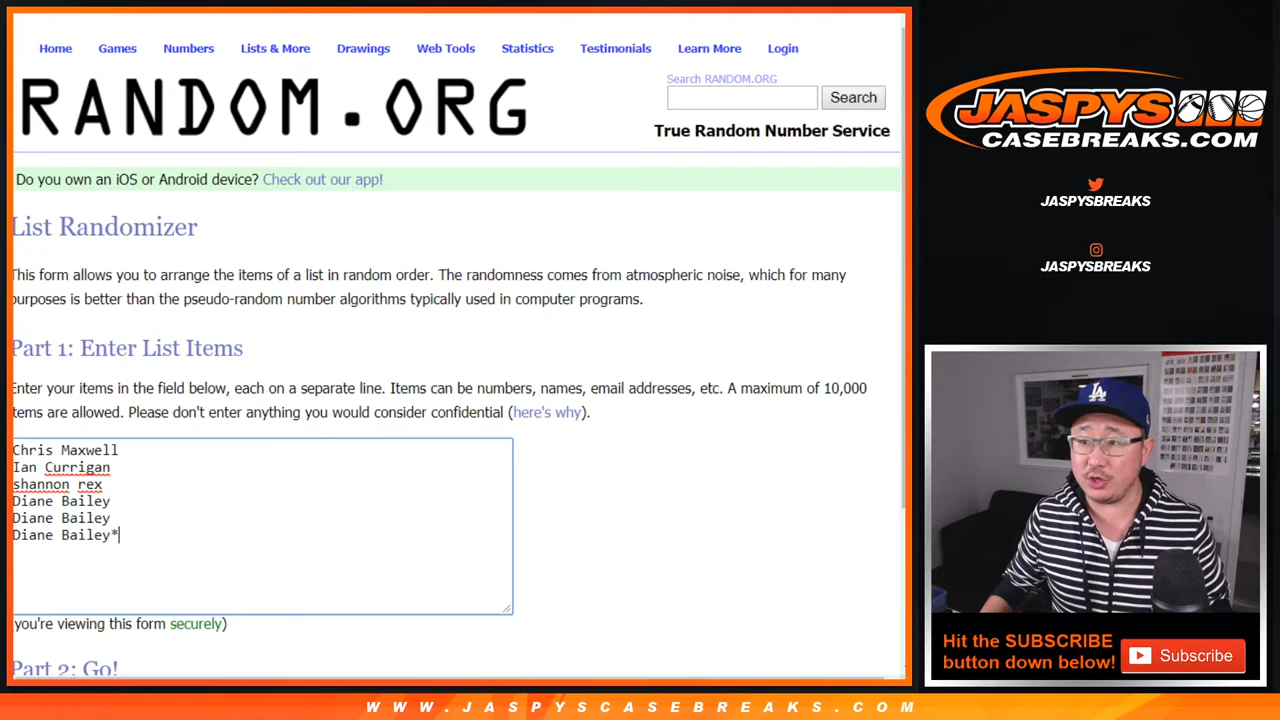 Home Games Numbers Lists & More Drawings Web Tools Statistics Testimonials Learn More Login
RANDOM.ORG
Search RANDOM.ORG
Search
True Random Number Service
Do you own an iOS or Android device? Check out our app!
List Randomizer
This form allows you to arrange the items of a list in random order. The randomness comes from atmospheric noise, which for many
purposes is better than the pseudo-random number algorithms typically used in computer programs.
Part 1: Enter List Items
Enter your items in the field below, each on a separate line. Items can be numbers, names, email addresses, etc. A maximum of 10,000
items are allowed. Please don't enter anything you would consider confidential (here's why).
Chris Maxwell
Ian Currigan
shannon rex
Diane Bailey
Diane Bailey
Diane Bailey*
you're viewing this form securely)
Part 2: Go!
JASPYS
CASEBREAKS.COM
JASPYSBREAKS
JASPYSBREAKS
LA
Hit the SUBSCRIBE
button down below!
Subscribe
WWW.JASPYSCASEBREAKS.COM